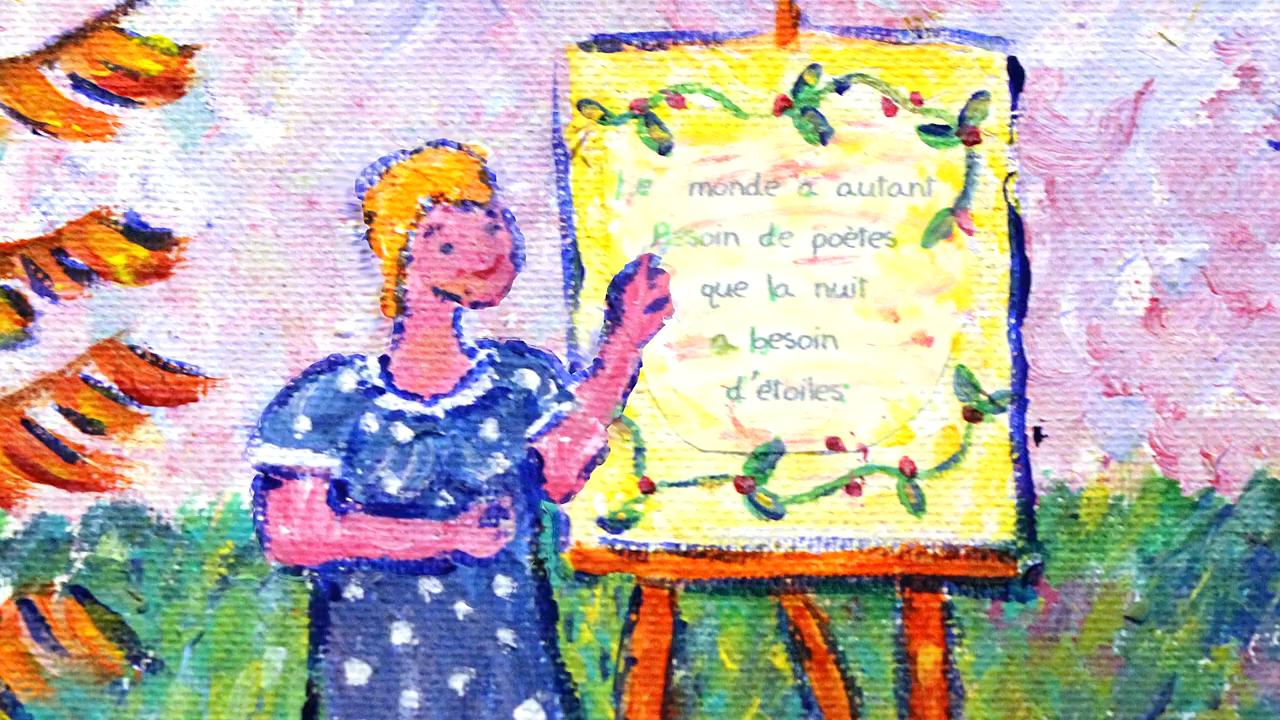 Le monde a autant
Besoin de poètes
que la nuit
a besoin
d'étoiles